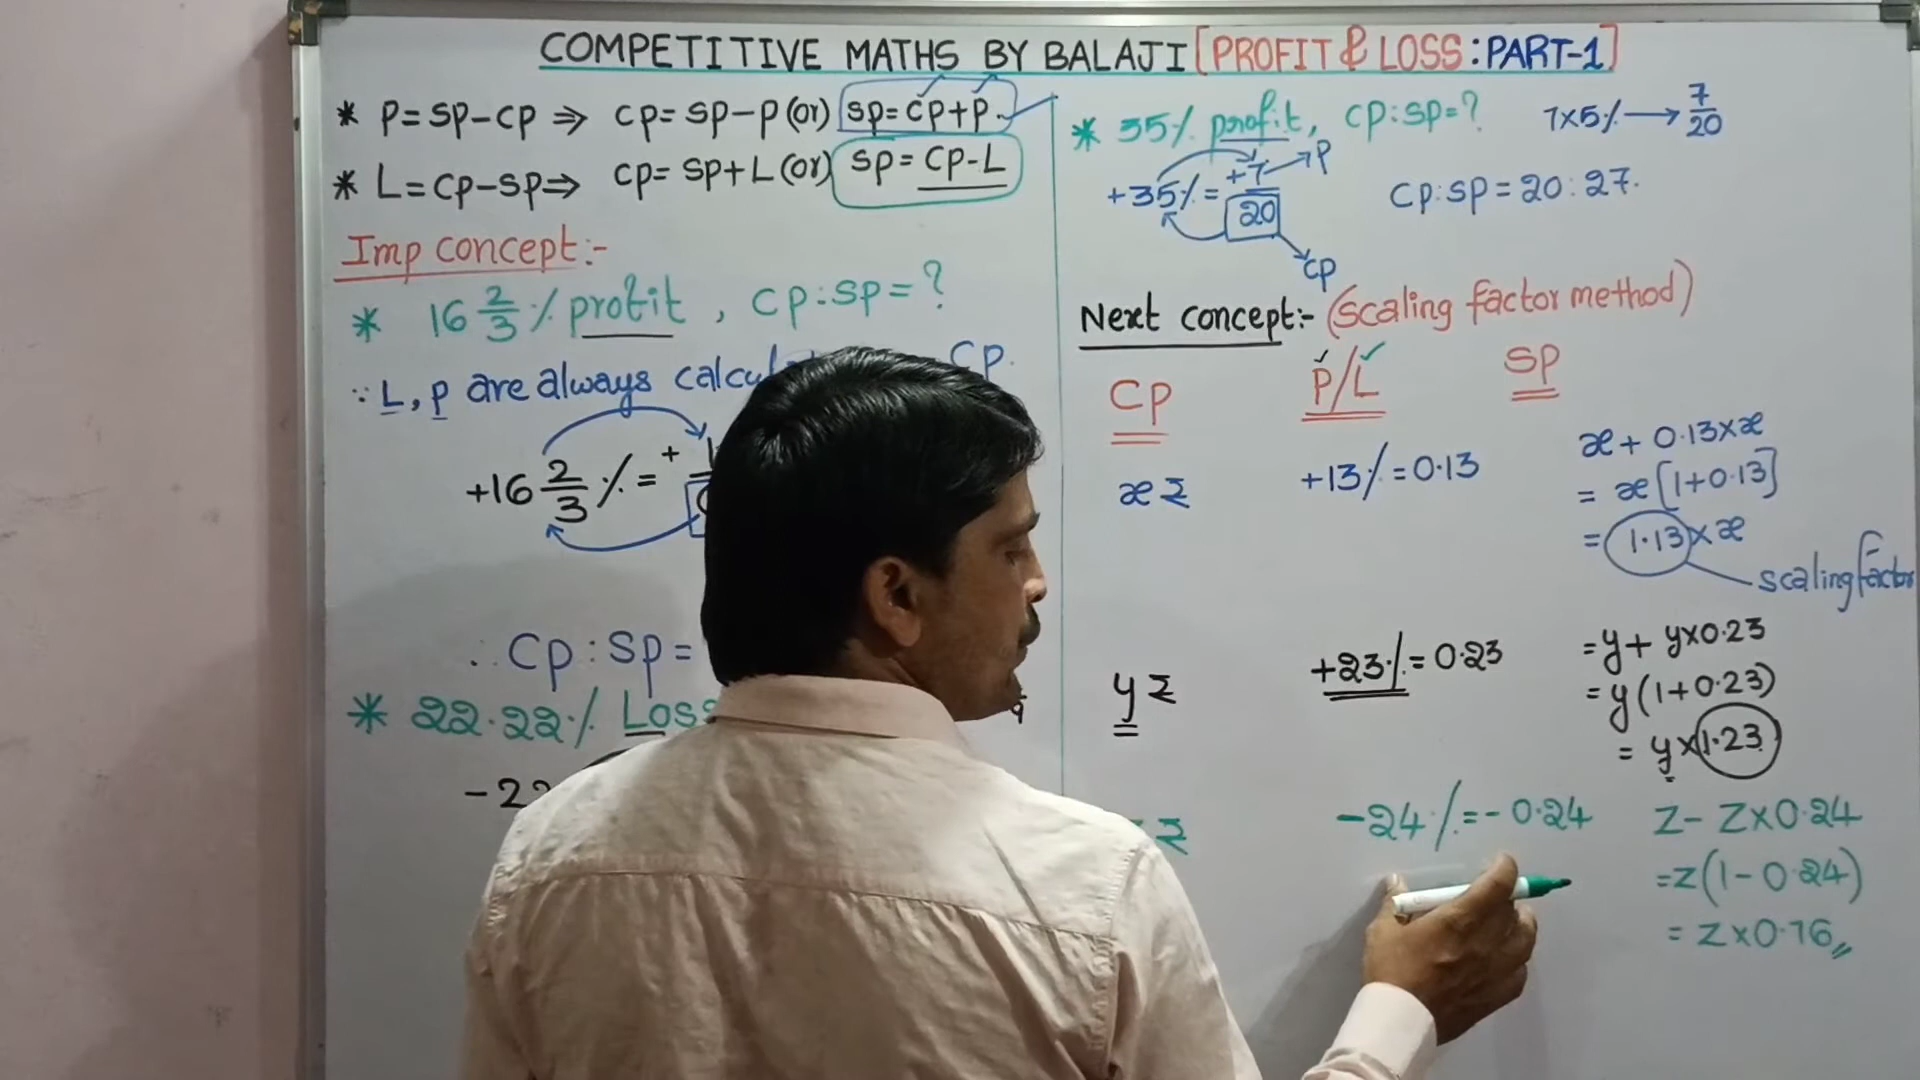 COMPETITIVE MATHS BY BALAJI [PROFIT & LOSS: PART-1]
* P = SP - CP ⇒ CP = SP - P (or) SP = CP + P
* L = CP - SP ⇒ CP = SP + L (or) SP = CP - L
Imp concept:-
* 16 2/3 % profit, CP : SP = ?
∵ L, P are always CP.
+16 2/3 % = +
∴ CP : SP =
* 22.22% Loss
-22
* 35% profit, CP : SP = ?
7 x 5% → 7/20
+35% = +7/20 → P
CP
CP : SP = 20 : 27.
Next concept:- (scaling factor method)
CP P/L SP
x ₹ +13% = 0.13 x + 0.13 × x
= x [1 + 0.13]
= 1.13 × x
scaling factor
y ₹ +23% = 0.23 = y + y × 0.23
= y (1 + 0.23)
= y × 1.23
₹ -24% = - 0.24 Z - Z × 0.24
= Z (1 - 0.24)
= Z × 0.76